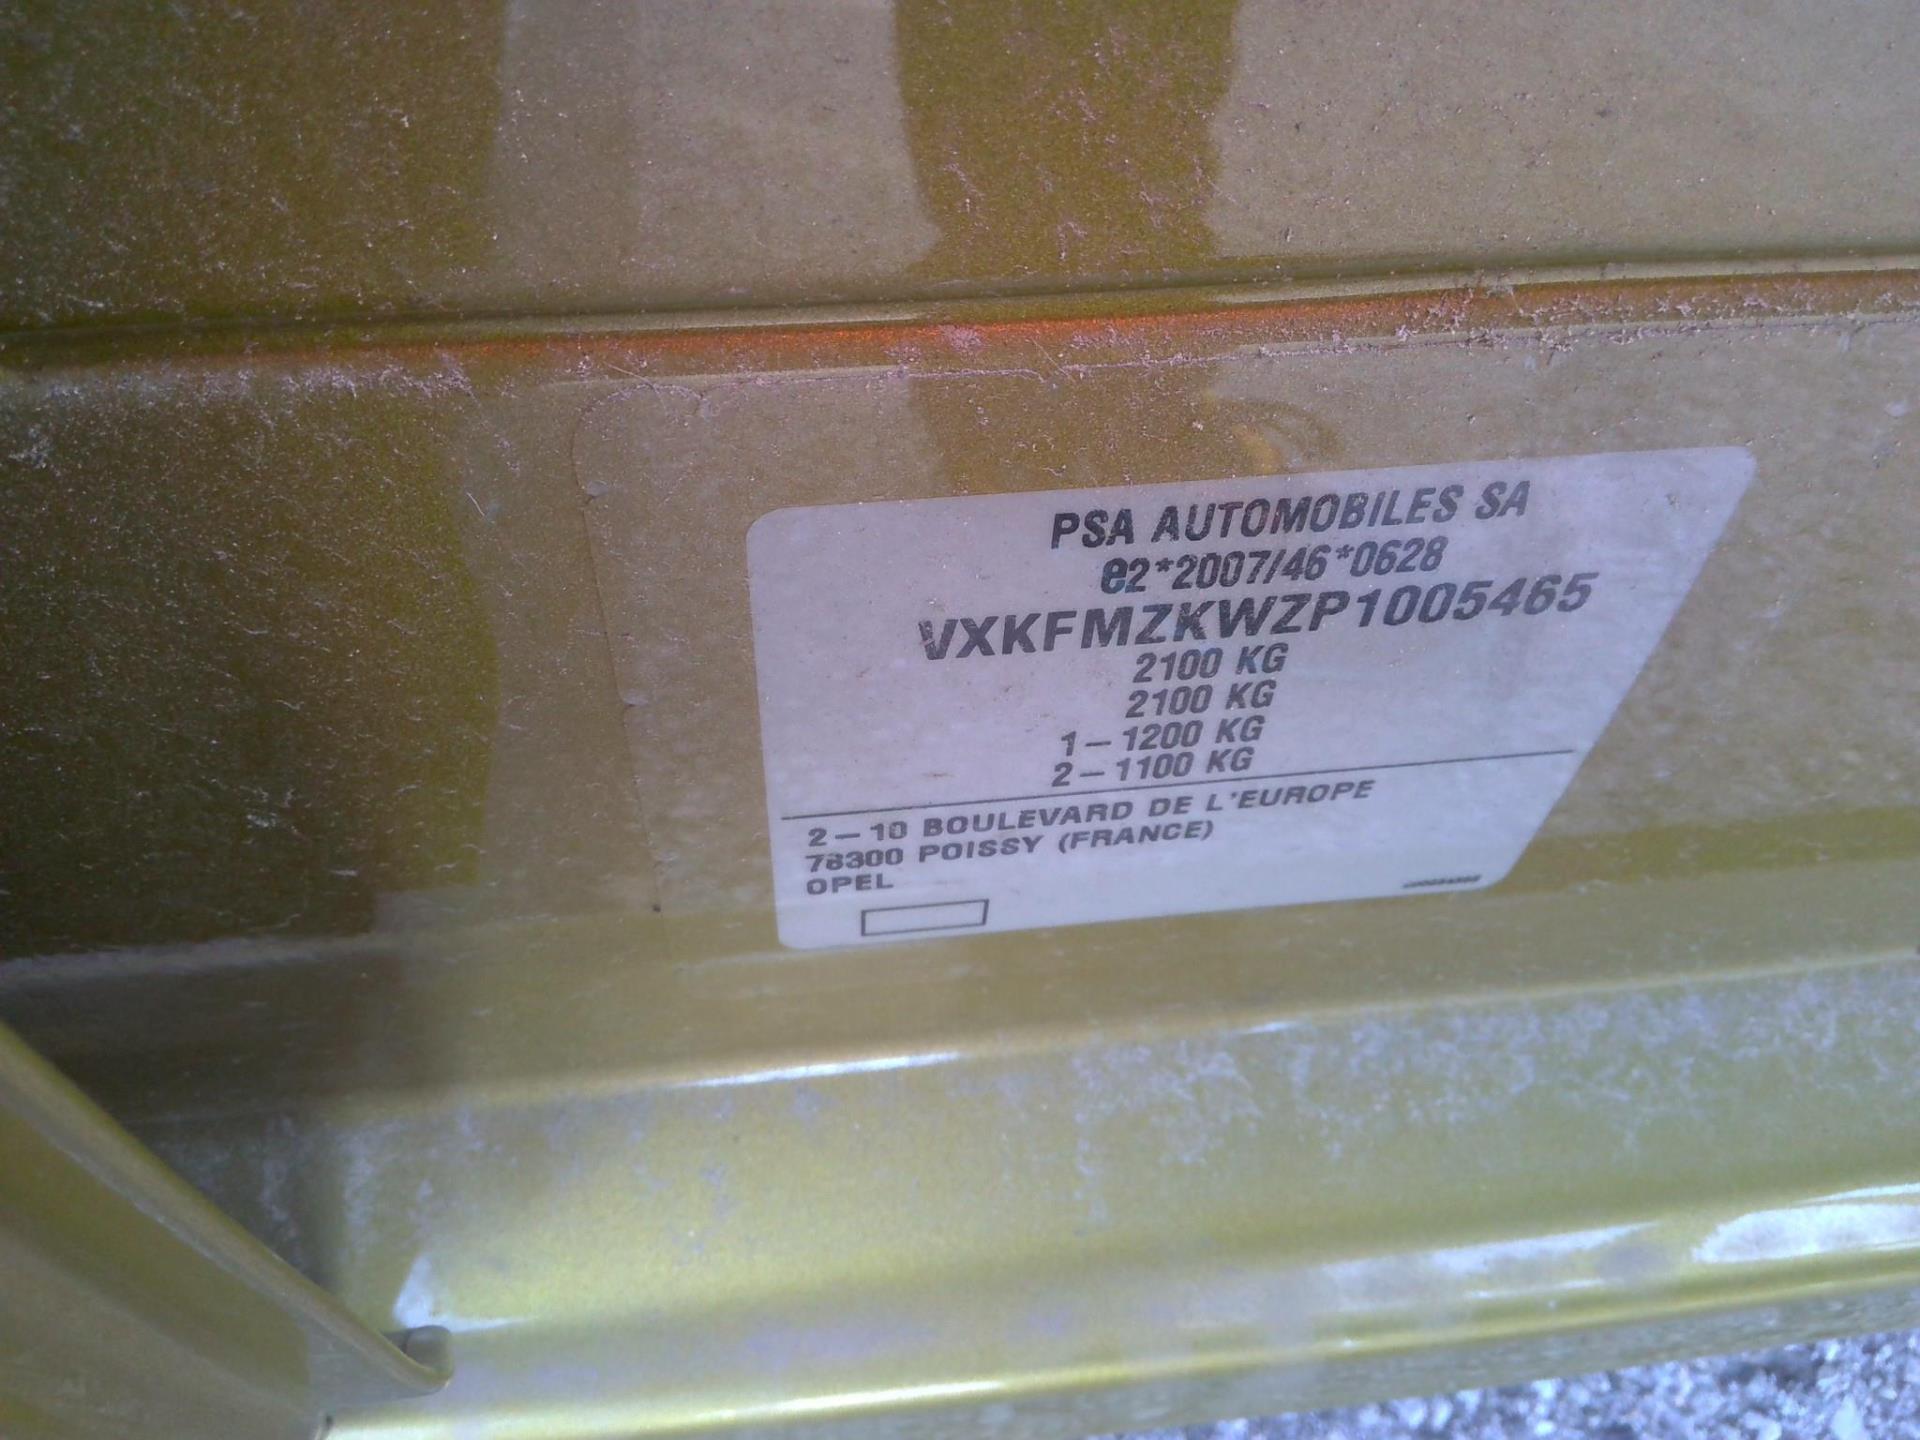 PSA AUTOMOBILES SA
e2*2007/46*0628
VXKFMZKWZP1005465
2100 KG
2100 KG
1-1200 KG
2-1100 KG
2-10 BOULEVARD DE L'EUROPE
78300 POISSY (FRANCE)
OPEL